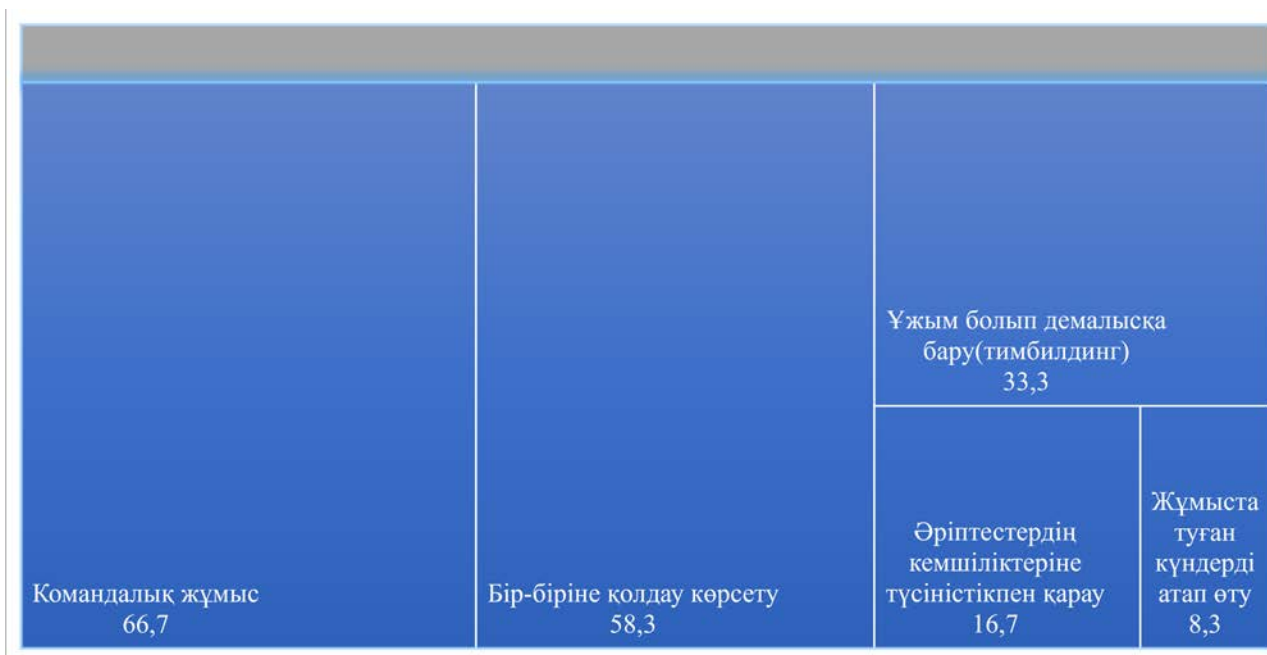 Командалық жұмыс
66,7
Бір-біріне қолдау көрсету
58,3
Ұжым болып демалысқа
бару(тимбилдинг)
33,3
Әріптестердің
кемшіліктеріне
түсіністікпен қарау
16,7
Жұмыста
туған
күндерді
атап өту
8,3